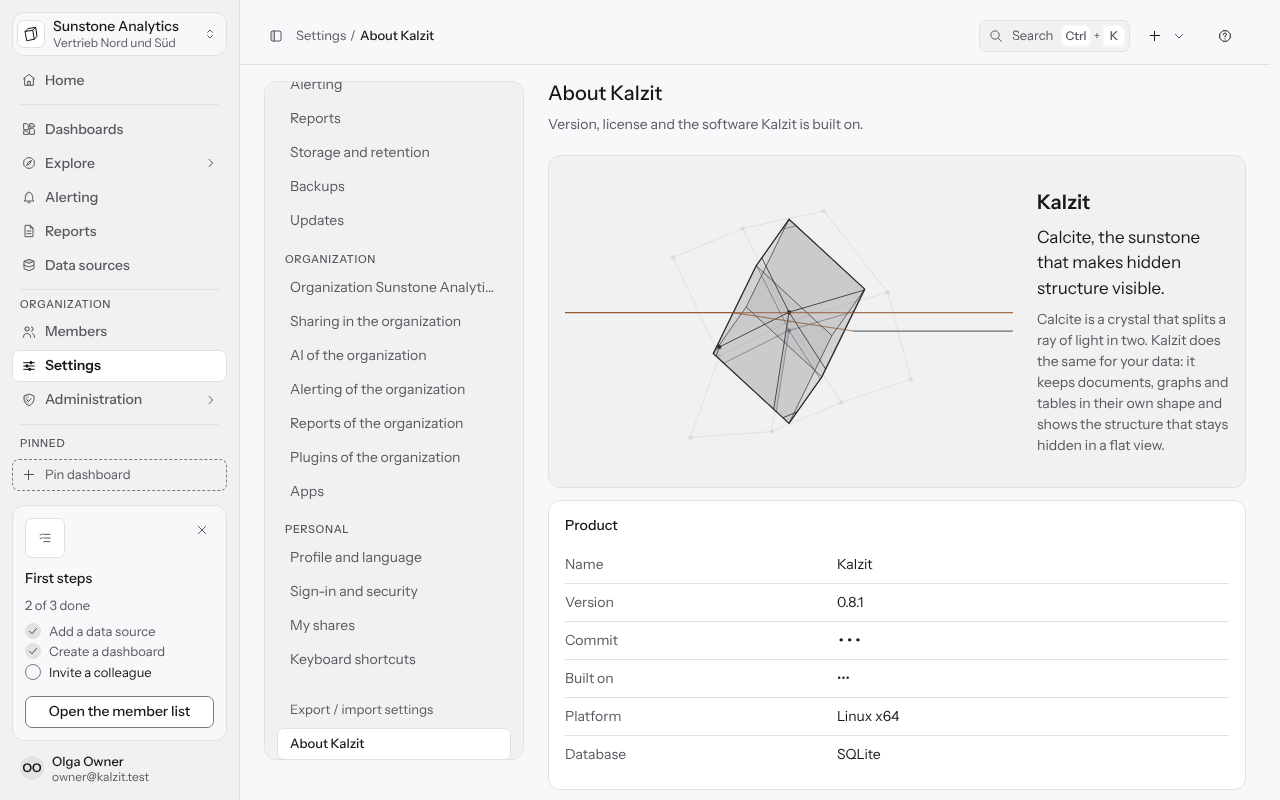 Sunstone Analytics
Vertrieb Nord und Süd
Home
Dashboards
Explore
Alerting
Reports
Data sources
ORGANIZATION
Members
Settings
Administration
PINNED
Pin dashboard
First steps
2 of 3 done
Add a data source
Create a dashboard
Invite a colleague
Open the member list
OO
Olga Owner
owner@kalzit.test
Settings / About Kalzit
Search Ctrl + K
Alerting
Reports
Storage and retention
Backups
Updates
ORGANIZATION
Organization Sunstone Analyti...
Sharing in the organization
AI of the organization
Alerting of the organization
Reports of the organization
Plugins of the organization
Apps
PERSONAL
Profile and language
Sign-in and security
My shares
Keyboard shortcuts
Export / import settings
About Kalzit
About Kalzit
Version, license and the software Kalzit is built on.
Kalzit
Calcite, the sunstone
that makes hidden
structure visible.
Calcite is a crystal that splits a
ray of light in two. Kalzit does
the same for your data: it
keeps documents, graphs and
tables in their own shape and
shows the structure that stays
hidden in a flat view.
Product
Name Kalzit
Version 0.8.1
Commit •••
Built on ···
Platform Linux x64
Database SQLite